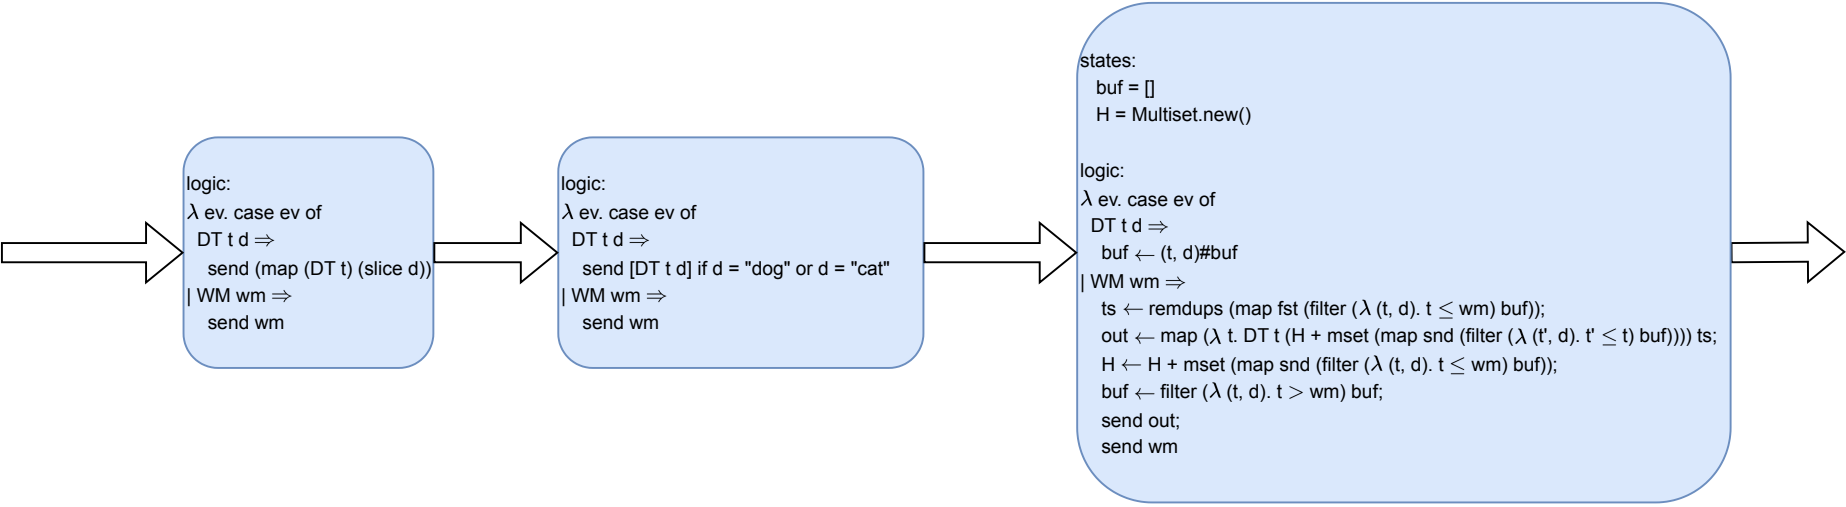 logic:
λ ev. case ev of
DT t d ⇒
send (map (DT t) (slice d))
| WM wm ⇒
send wm
logic:
λ ev. case ev of
DT t d ⇒
send [DT t d] if d = "dog" or d = "cat"
| WM wm ⇒
send wm
states:
buf = []
H = Multiset.new()
logic:
λ ev. case ev of
DT t d ⇒
buf ← (t, d)#buf
| WM wm ⇒
ts ← remdups (map fst (filter (λ (t, d). t ≤ wm) buf));
out ← map (λ t. DT t (H + mset (map snd (filter (λ (t', d). t' ≤ t) buf)))) ts;
H ← H + mset (map snd (filter (λ (t, d). t ≤ wm) buf));
buf ← filter (λ (t, d). t > wm) buf;
send out;
send wm